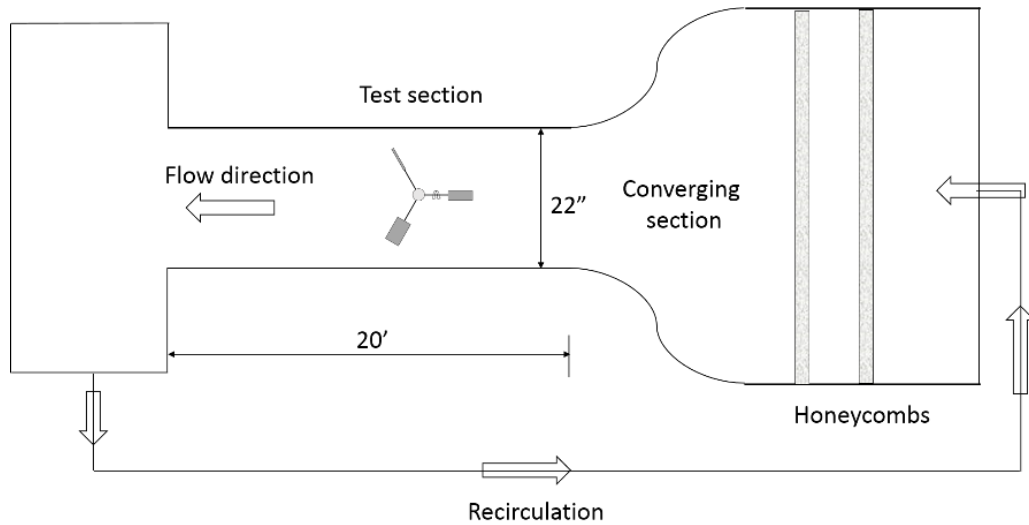 Test section
Flow direction
Converging
section
22”
20’
Honeycombs
Recirculation